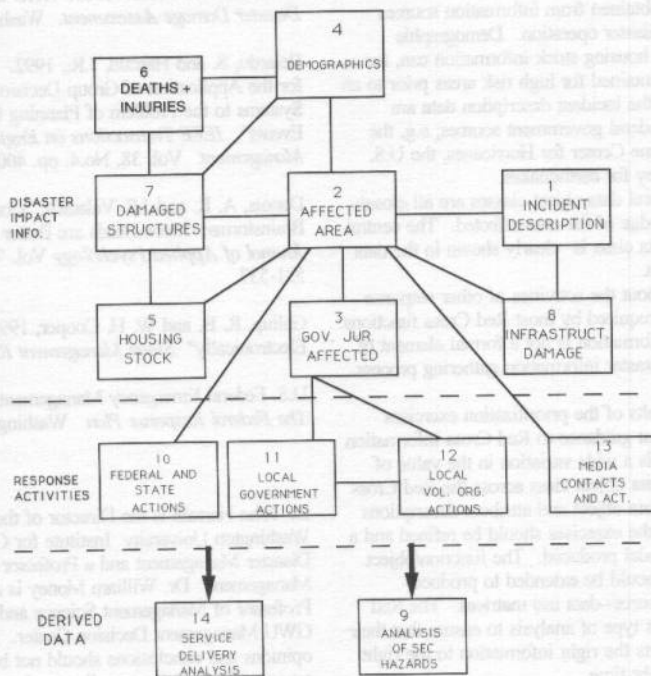 4
DEMOGRAPHICS
6
DEATHS +
INJURIES
DISASTER
IMPACT
INFO.
7
DAMAGED
STRUCTURES
2
AFFECTED
AREA
1
INCIDENT
DESCRIPTION
5
HOUSING
STOCK
3
GOV. JUR.
AFFECTED
8
INFRASTRUCT.
DAMAGE
RESPONSE
ACTIVITIES
10
FEDERAL AND
STATE
ACTIONS
11
LOCAL
GOVERNMENT
ACTIONS
12
LOCAL
VOL. ORG.
ACTIONS
13
MEDIA
CONTACTS
AND ACT.
DERIVED
DATA
14
SERVICE
DELIVERY
ANALYSIS
9
ANALYSIS
OF SEC
HAZARDS